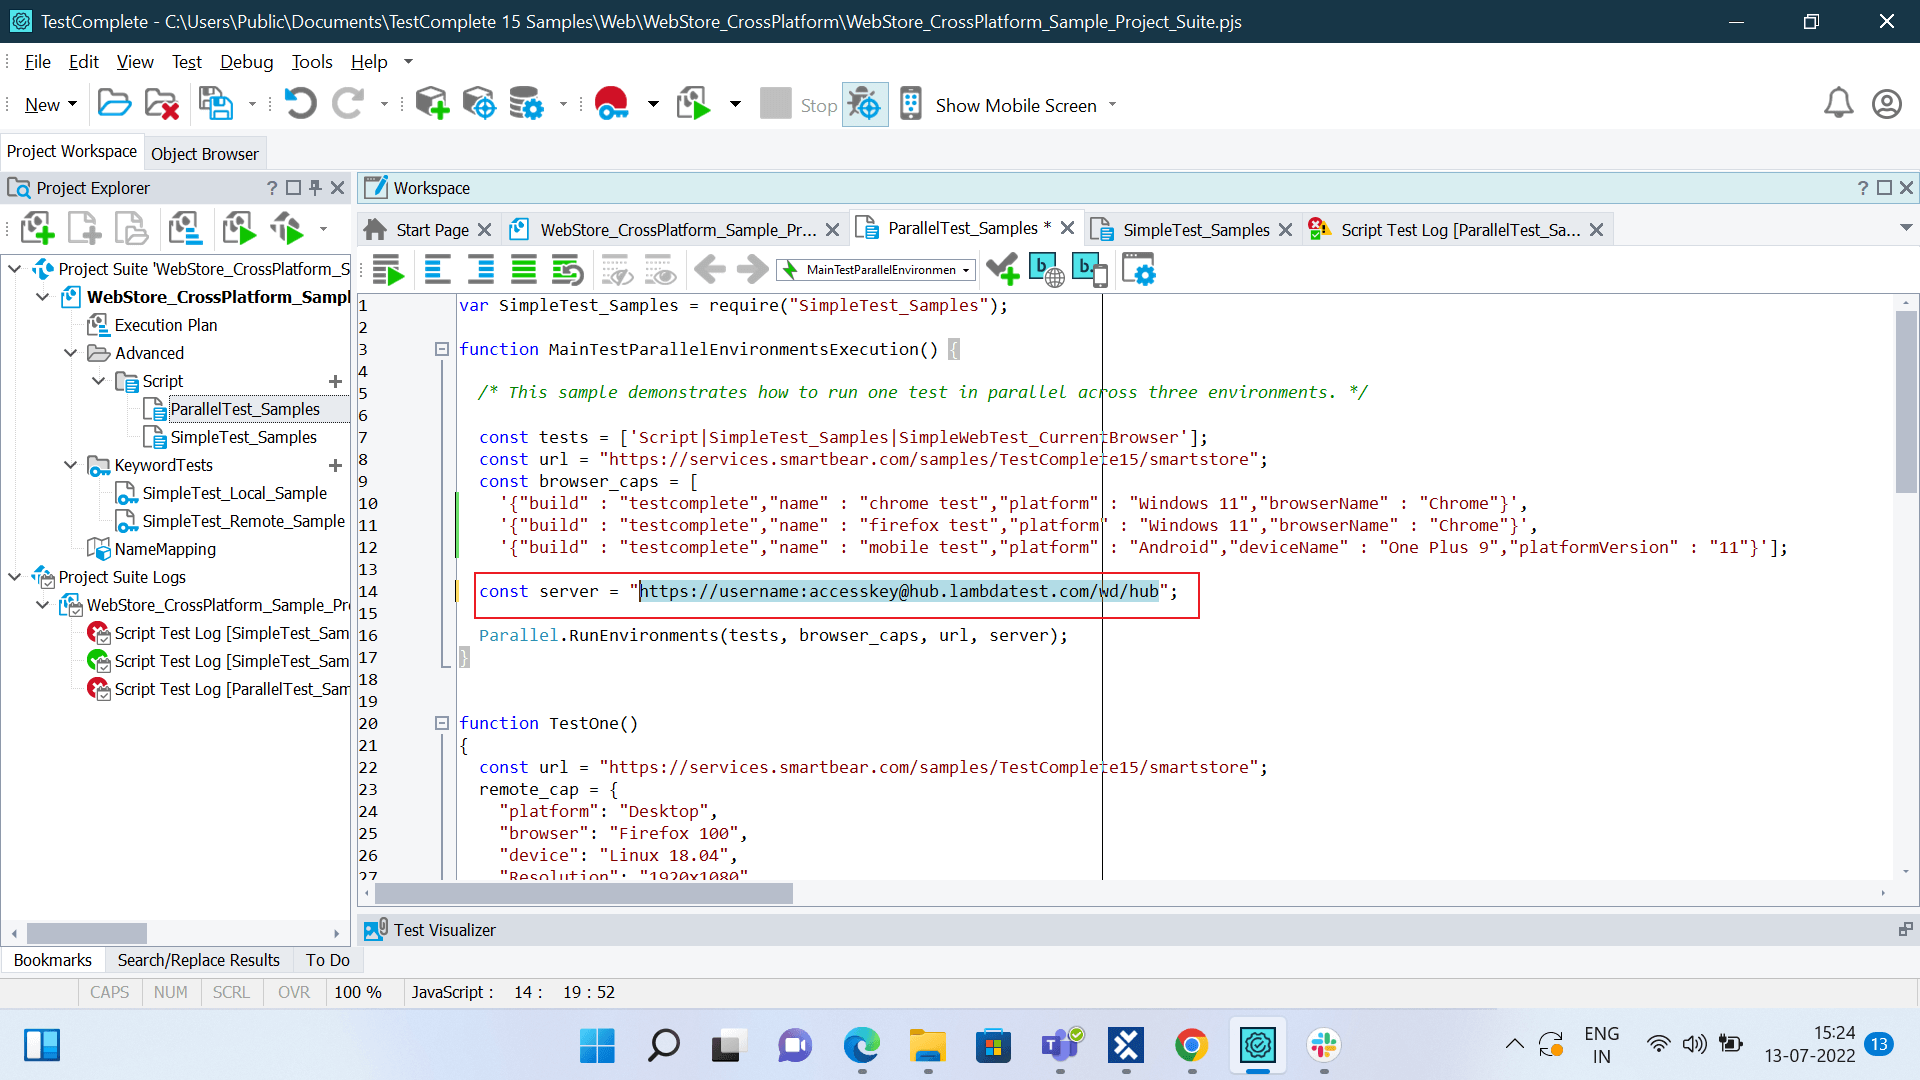 TestComplete - C:\Users\Public\Documents\TestComplete 15 Samples\Web\WebStore_CrossPlatform\WebStore_CrossPlatform_Sample_Project_Suite.pjs
File Edit View Test Debug Tools Help
New Stop Show Mobile Screen
Project Workspace Object Browser
Project Explorer
Workspace
Start Page WebStore_CrossPlatform_Sample_Pr... ParallelTest_Samples * SimpleTest_Samples Script Test Log [ParallelTest_Sa...
MainTestParallelEnvironmen
Project Suite 'WebStore_CrossPlatform_S
WebStore_CrossPlatform_Sampl
Execution Plan
Advanced
Script
ParallelTest_Samples
SimpleTest_Samples
KeywordTests
SimpleTest_Local_Sample
SimpleTest_Remote_Sample
NameMapping
Project Suite Logs
WebStore_CrossPlatform_Sample_Pr
Script Test Log [SimpleTest_Sam
Script Test Log [SimpleTest_Sam
Script Test Log [ParallelTest_Sam
1 var SimpleTest_Samples = require("SimpleTest_Samples");
2
3 function MainTestParallelEnvironmentsExecution() {
4
5 /* This sample demonstrates how to run one test in parallel across three environments. */
6
7 const tests = ['Script|SimpleTest_Samples|SimpleWebTest_CurrentBrowser'];
8 const url = "https://services.smartbear.com/samples/TestComplete15/smartstore";
9 const browser_caps = [
10 '{"build" : "testcomplete","name" : "chrome test","platform" : "Windows 11","browserName" : "Chrome"}',
11 '{"build" : "testcomplete","name" : "firefox test","platform" : "Windows 11","browserName" : "Chrome"}',
12 '{"build" : "testcomplete","name" : "mobile test","platform" : "Android","deviceName" : "One Plus 9","platformVersion" : "11"}'];
13
14 const server = "https://username:accesskey@hub.lambdatest.com/wd/hub";
15
16 Parallel.RunEnvironments(tests, browser_caps, url, server);
17 }
18
19
20 function TestOne()
21 {
22 const url = "https://services.smartbear.com/samples/TestComplete15/smartstore";
23 remote_cap = {
24 "platform": "Desktop",
25 "browser": "Firefox 100",
26 "device": "Linux 18.04",
27 "Resolution": "1920x1080"
Test Visualizer
Bookmarks Search/Replace Results To Do
CAPS NUM SCRL OVR 100 % JavaScript : 14 : 19 : 52
ENG
IN
15:24
13-07-2022
13